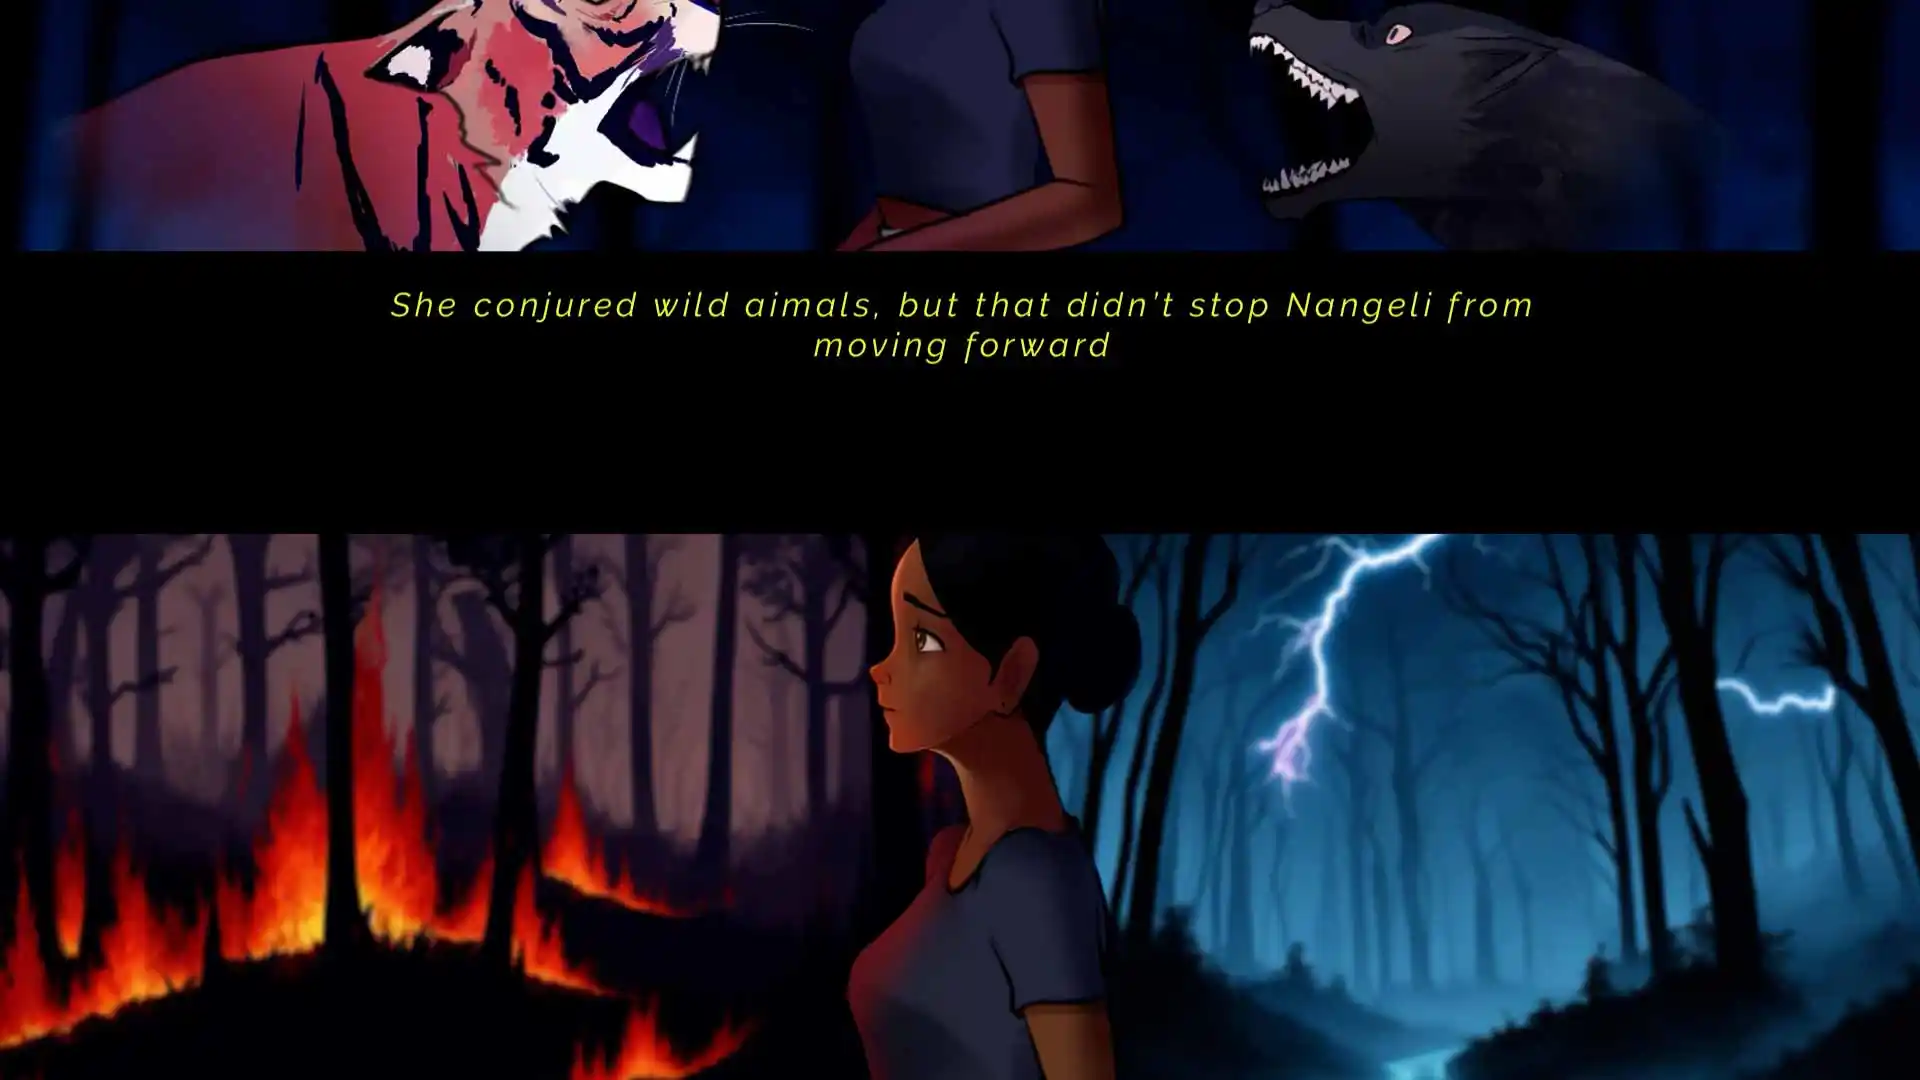 She conjured wild aimals, but that didn’t stop Nangeli from
moving forward